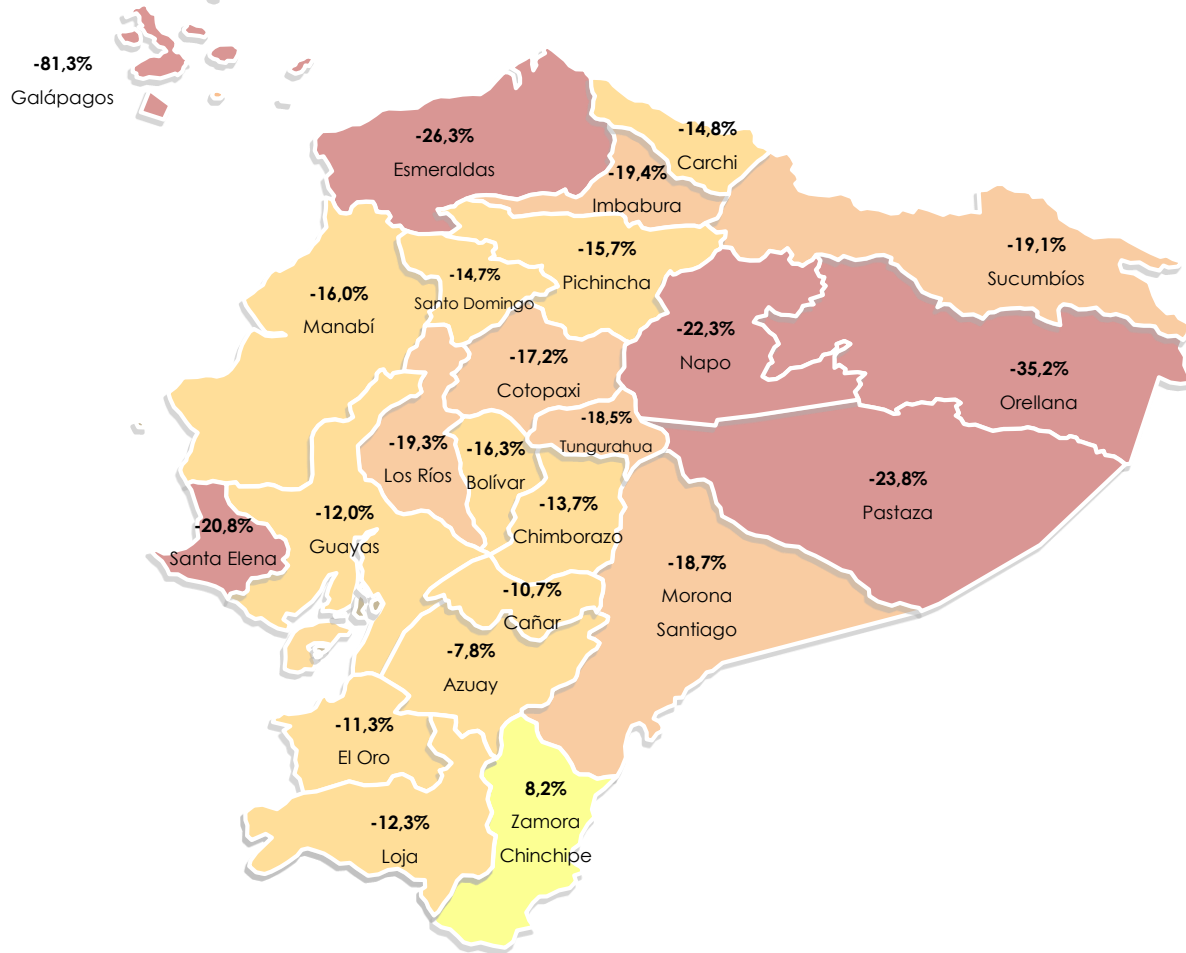 -81,3%
Galápagos
-26,3%
Esmeraldas
-14,8%
Carchi
-19,4%
Imbabura
-19,1%
Sucumbíos
-15,7%
Pichincha
-14,7%
Santo Domingo
-16,0%
Manabí
-22,3%
Napo
-17,2%
Cotopaxi
-35,2%
Orellana
-18,5%
Tungurahua
-19,3%
Los Ríos
-16,3%
Bolívar
-23,8%
Pastaza
-13,7%
Chimborazo
-20,8%
Santa Elena
-12,0%
Guayas
-18,7%
Morona
Santiago
-10,7%
Cañar
-7,8%
Azuay
-11,3%
El Oro
8,2%
Zamora
Chinchipe
-12,3%
Loja